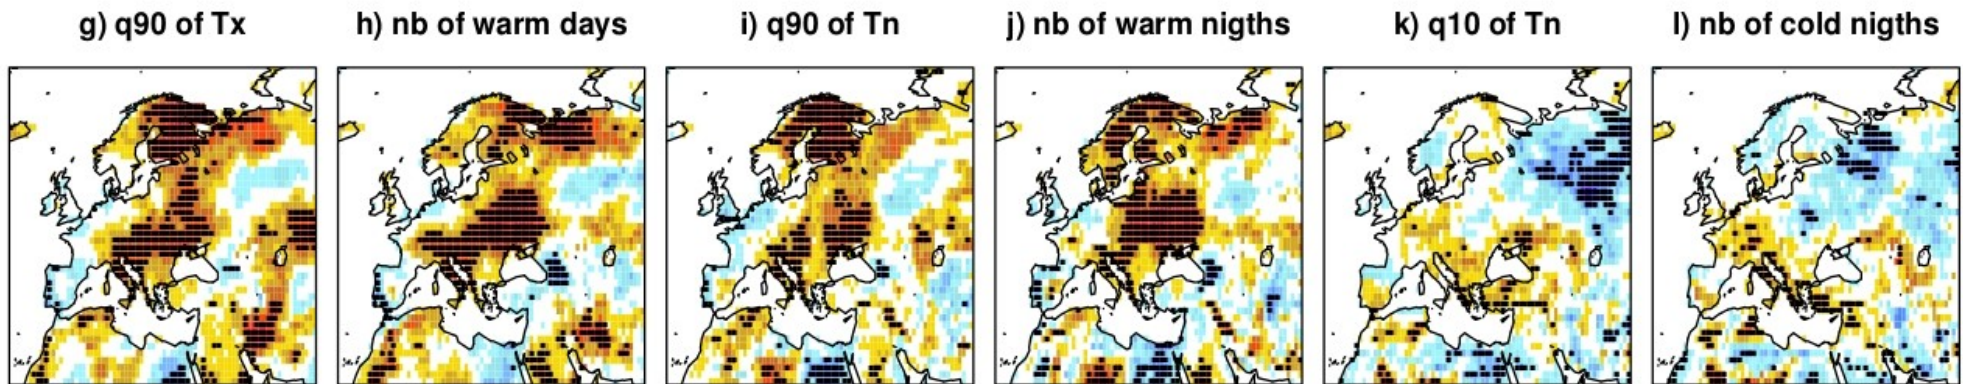 g) q90 of Tx
h) nb of warm days
i) q90 of Tn
j) nb of warm nigths
k) q10 of Tn
l) nb of cold nigths